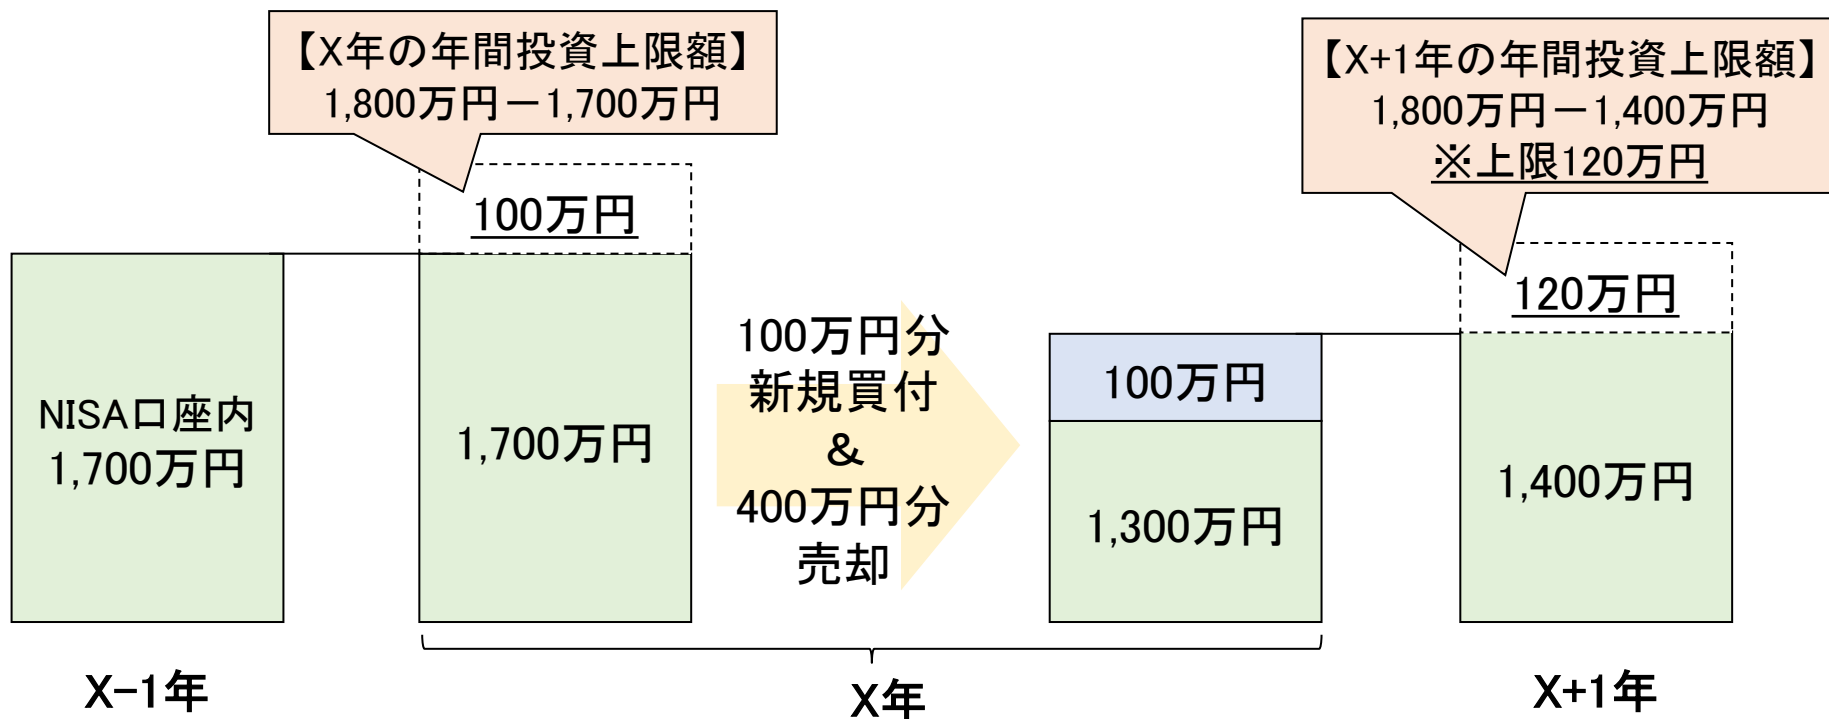 【X年の年間投資上限額】
1,800万円－1,700万円
【X+1年の年間投資上限額】
1,800万円－1,400万円
※上限120万円
100万円
120万円
NISA口座内
1,700万円
1,700万円
100万円分
新規買付
＆
400万円分
売却
100万円
1,300万円
1,400万円
X-1年
X年
X+1年